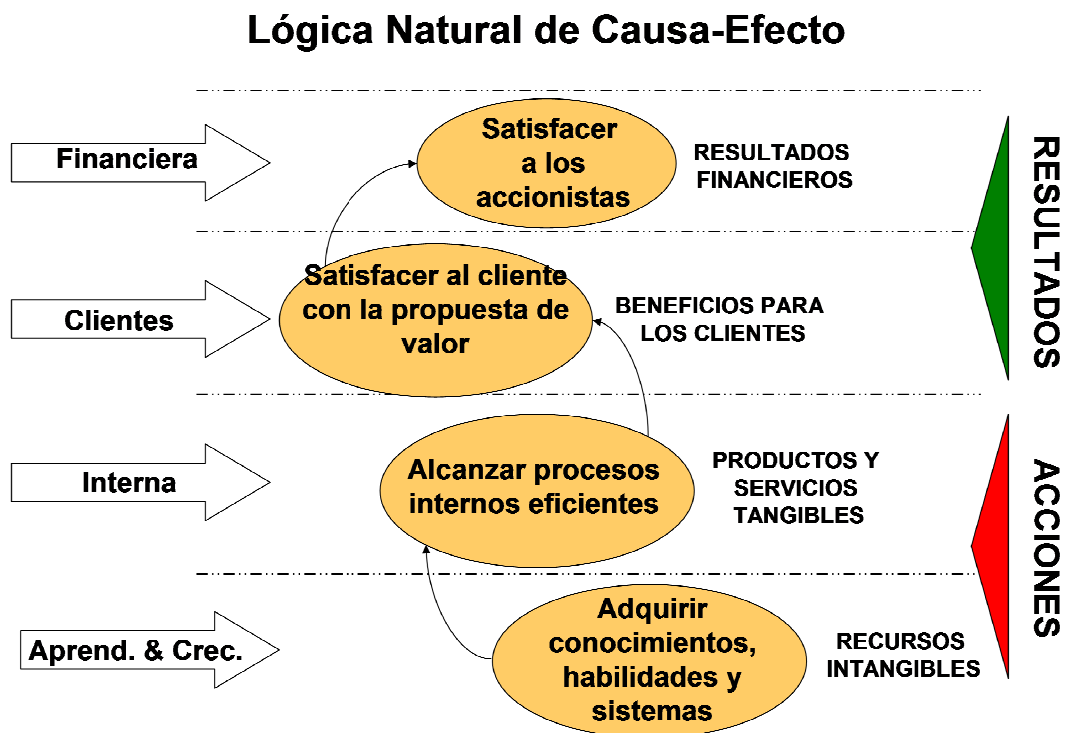 Lógica Natural de Causa-Efecto
Financiera
Satisfacer
a los
accionistas
RESULTADOS
FINANCIEROS
Clientes
Satisfacer al cliente
con la propuesta de
valor
BENEFICIOS PARA
LOS CLIENTES
RESULTADOS
Interna
Alcanzar procesos
internos eficientes
PRODUCTOS Y
SERVICIOS
TANGIBLES
Aprend. & Crec.
Adquirir
conocimientos,
habilidades y
sistemas
RECURSOS
INTANGIBLES
ACCIONES